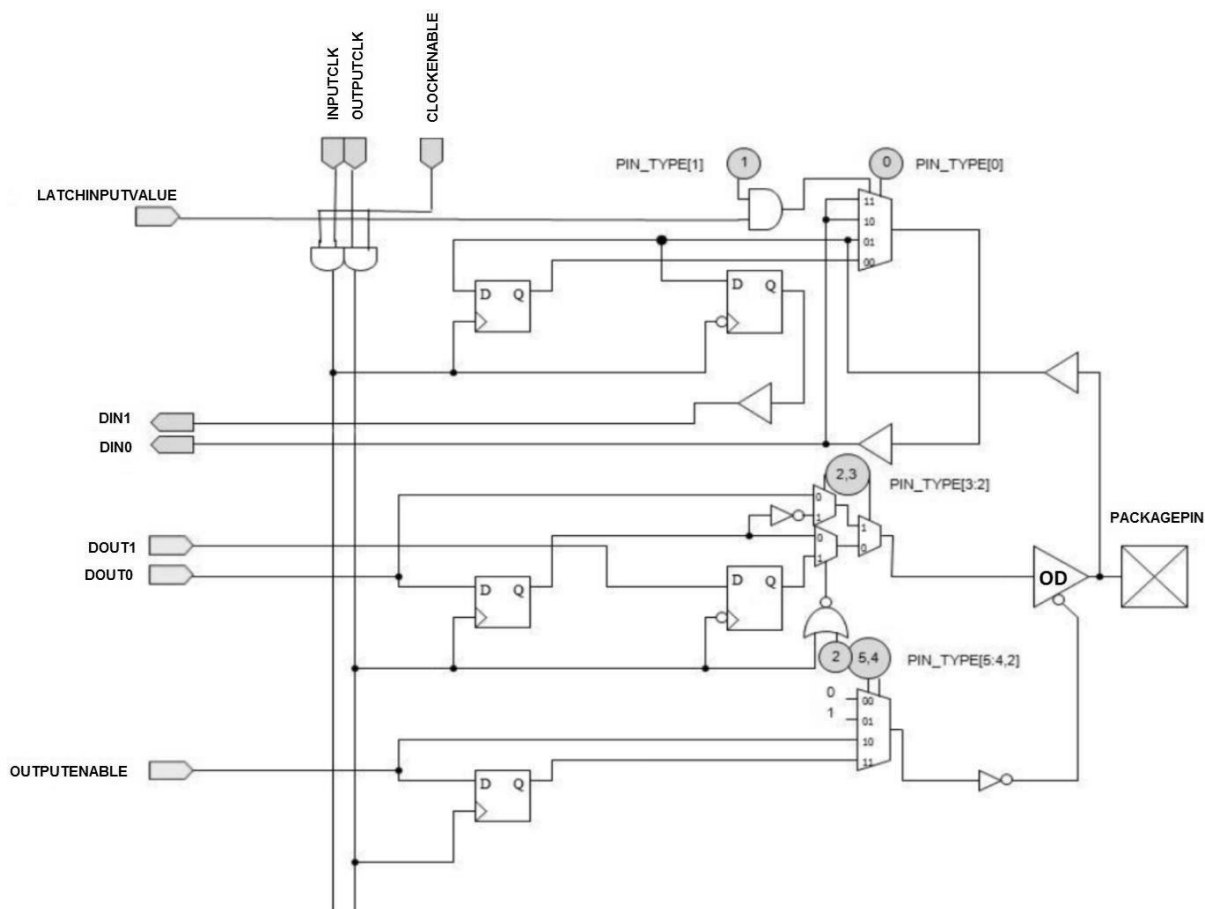 INPUTCLK
OUTPUTCLK
CLOCKENABLE
PIN_TYPE[1]
1
0
PIN_TYPE[0]
LATCHINPUTVALUE
11
10
01
00
D Q
D Q
DIN1
DIN0
2,3
PIN_TYPE[3:2]
0
1
1
0
0
1
PACKAGEPIN
DOUT1
DOUT0
D Q
D Q
OD
2
5,4
PIN_TYPE[5:4,2]
0
1
00
01
10
11
OUTPUTENABLE
D Q